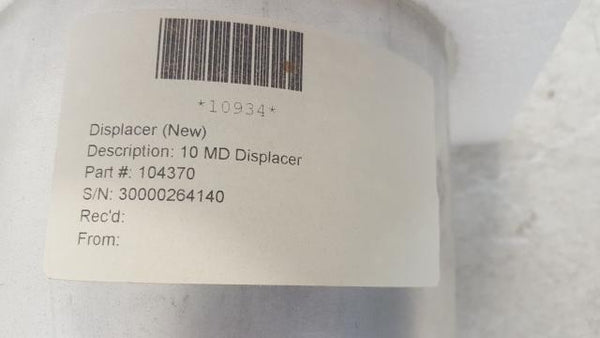 *10934*
Displacer (New)
Description: 10 MD Displacer
Part #: 104370
S/N: 30000264140
Rec'd:
From: